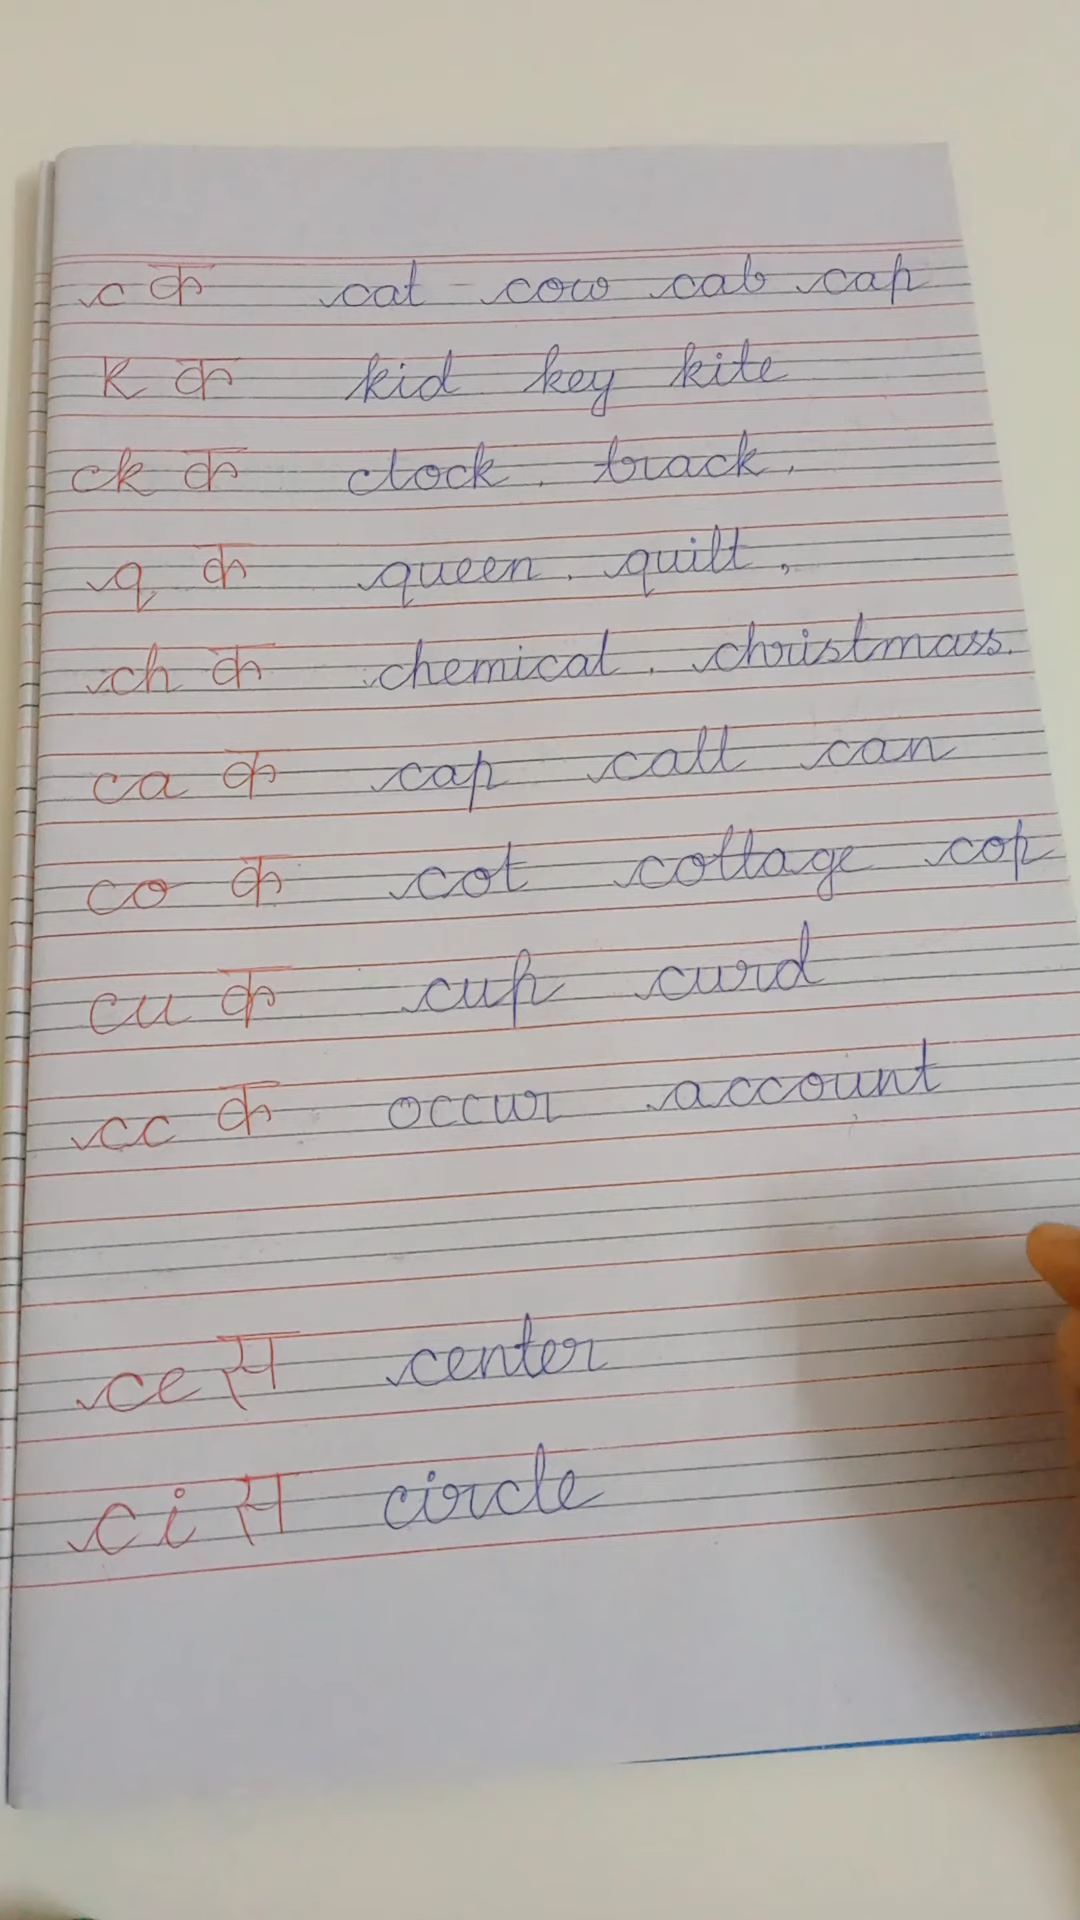 c क cat cow cab cap
k क kid key kite
ck क clock. track.
q क queen. quilt,
ch क chemical. christmass.
ca क cap call can
co क cot cottage cop
cu क cup curd
cc क occur account
ce स center
ci स circle